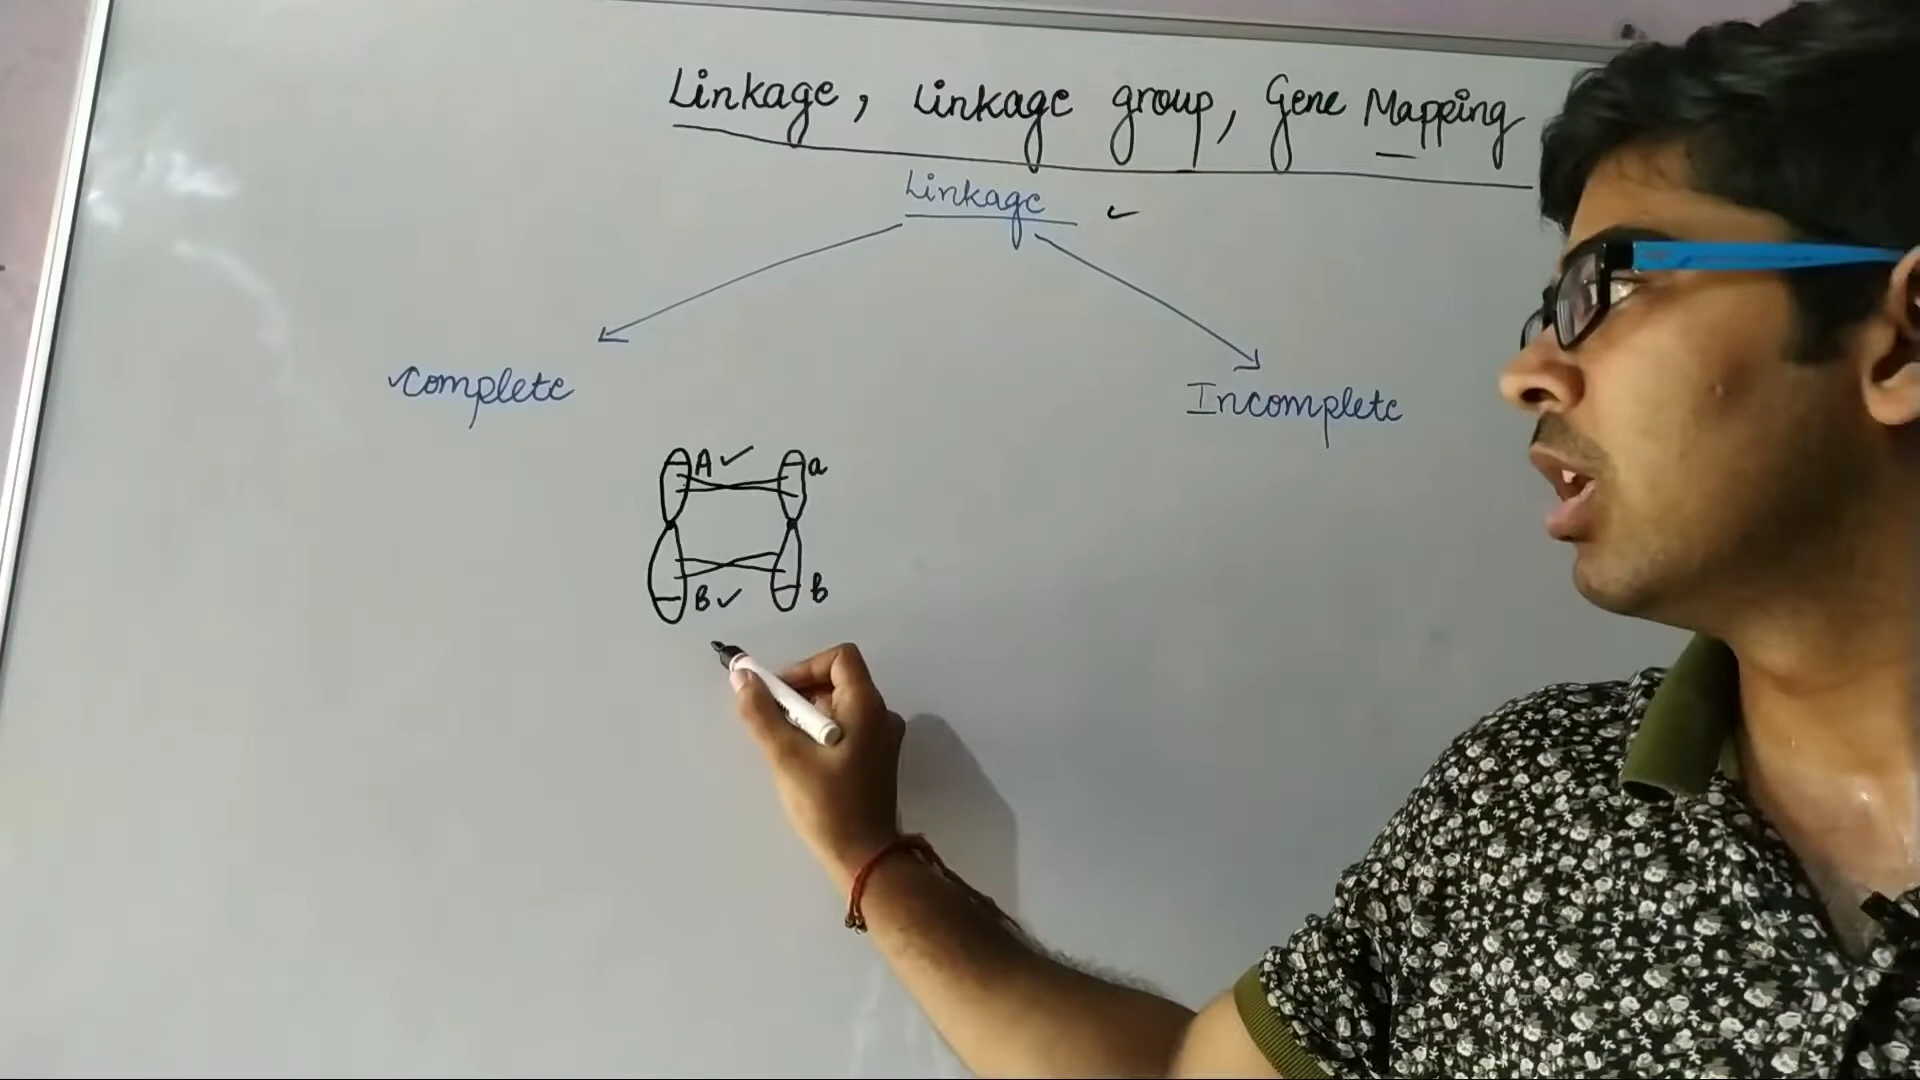 Linkage, Linkage group, Gene Mapping
Linkage
Complete
Incomplete
A a
B b